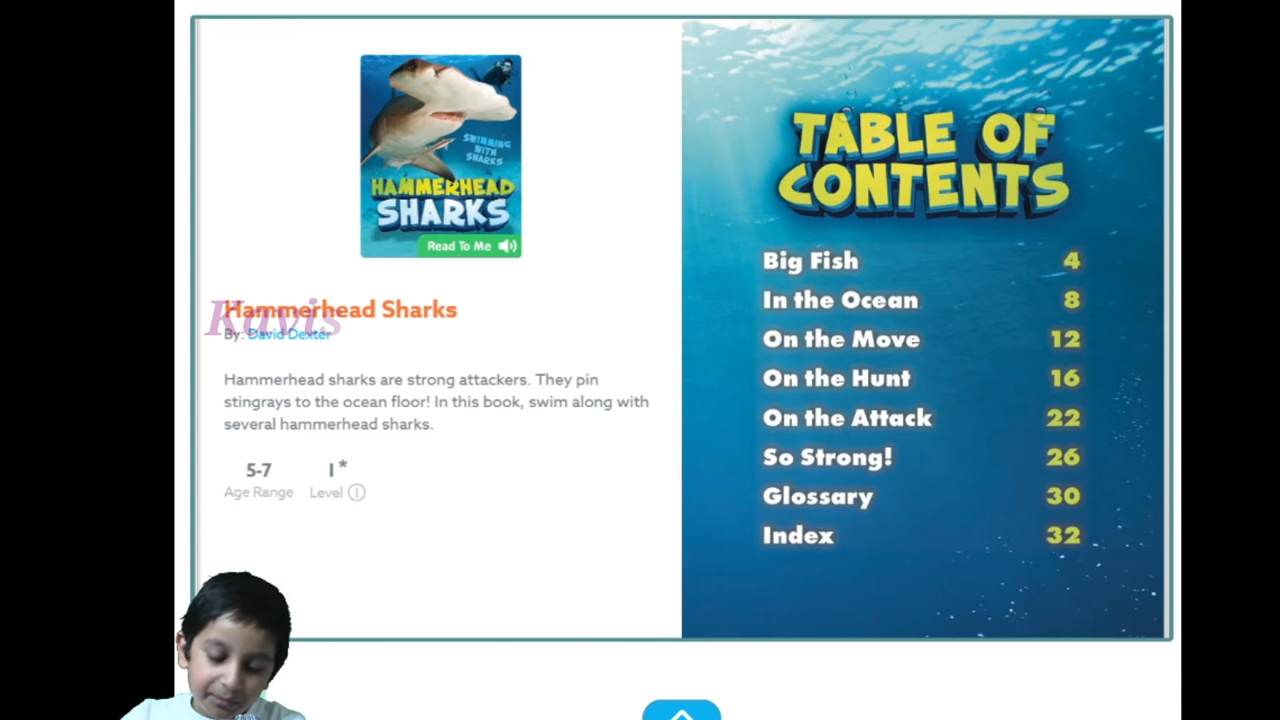 SWIMMING
WITH
SHARKS
HAMMERHEAD
SHARKS
Read To Me
Kavis
Hammerhead Sharks
By: David Dexter
Hammerhead sharks are strong attackers. They pin
stingrays to the ocean floor! In this book, swim along with
several hammerhead sharks.
5-7 I*
Age Range Level
TABLE OF
CONTENTS
Big Fish 4
In the Ocean 8
On the Move 12
On the Hunt 16
On the Attack 22
So Strong! 26
Glossary 30
Index 32